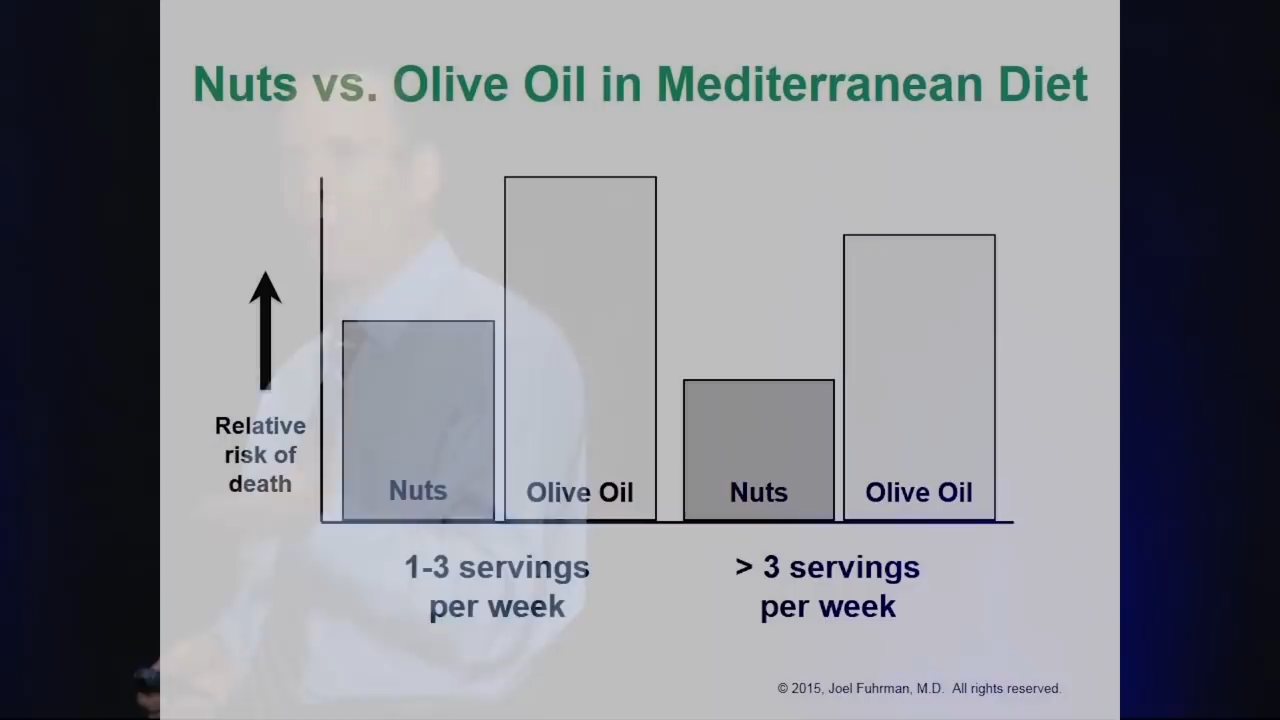 Nuts vs. Olive Oil in Mediterranean Diet
Relative
risk of
death
Nuts
Olive Oil
Nuts
Olive Oil
1-3 servings
per week
> 3 servings
per week
© 2015, Joel Fuhrman, M.D. All rights reserved.